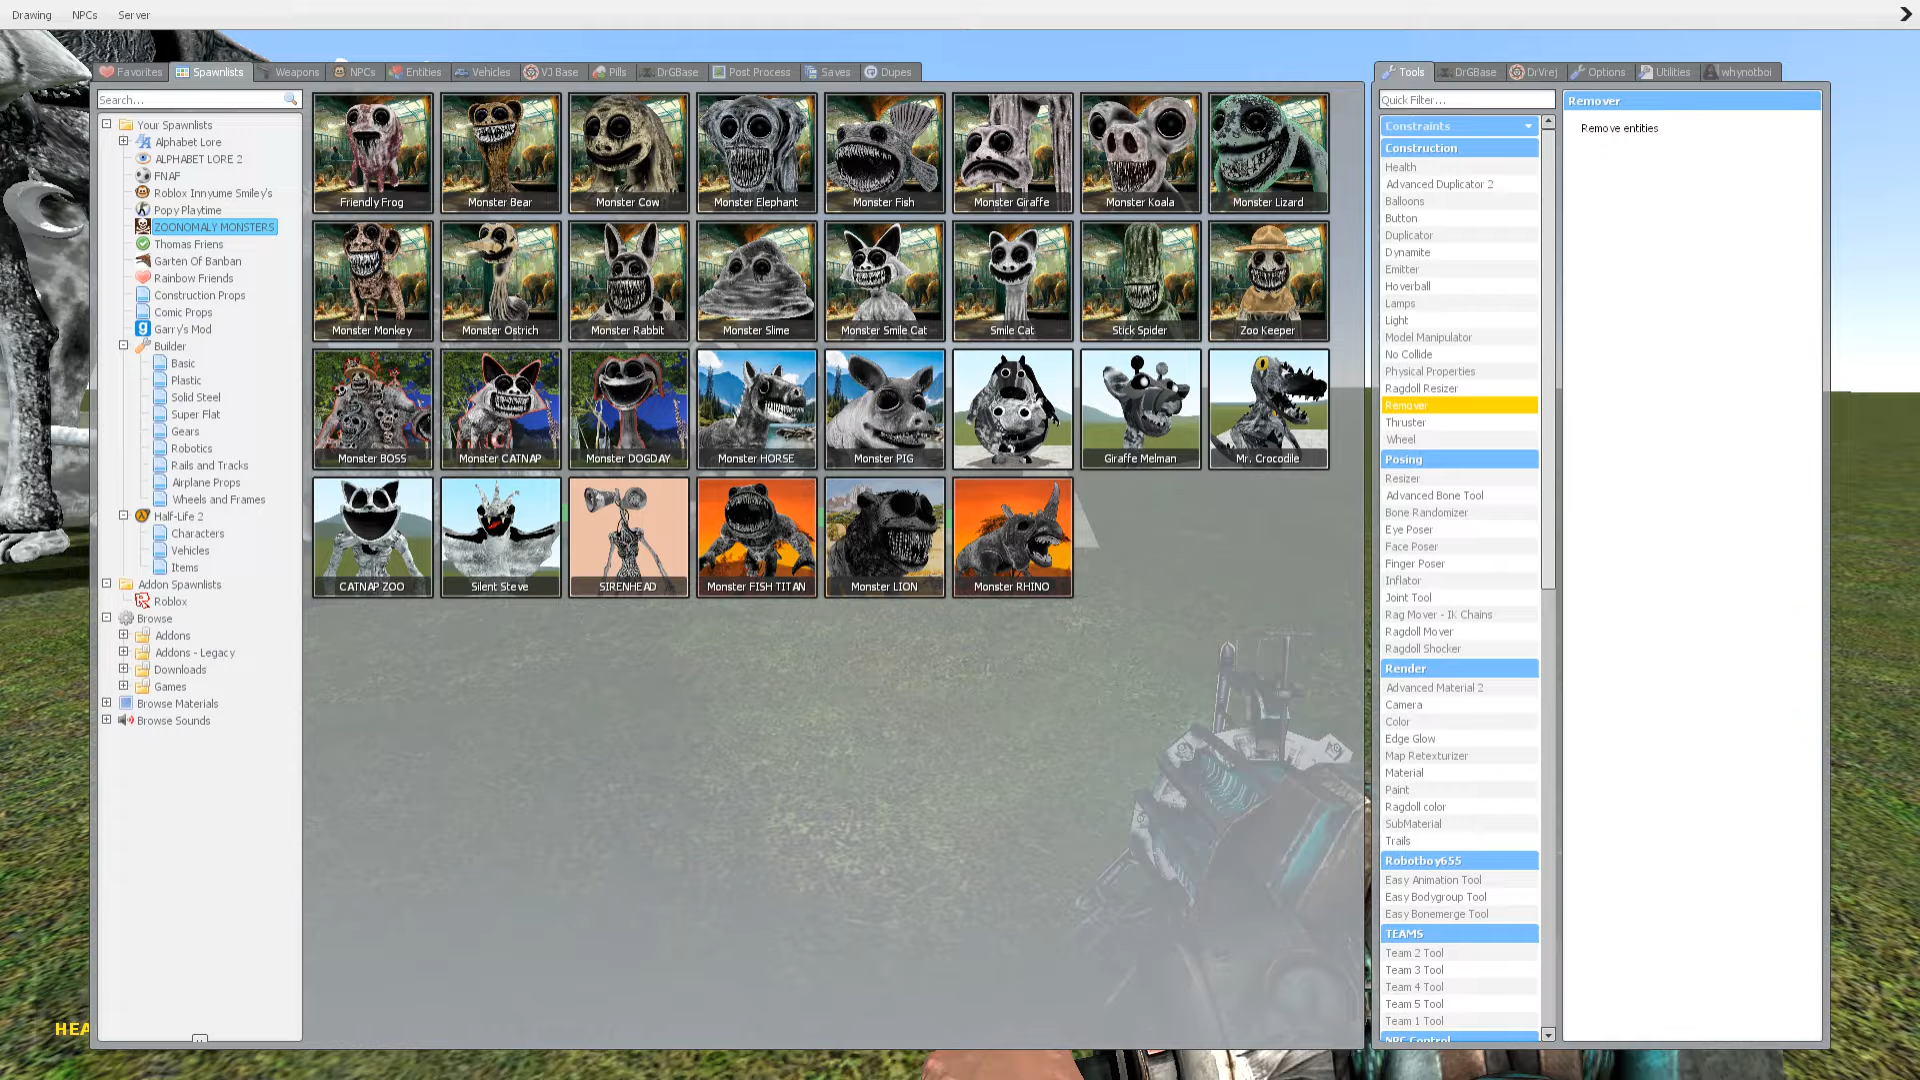 Drawing NPCs Server
Favorites Spawnlists Weapons NPCs Entities Vehicles VJ Base Pills DrGBase Post Process Saves Dupes
Search...
Your Spawnlists
Alphabet Lore
ALPHABET LORE 2
FNAF
Roblox Innyume Smiley's
Popy Playtime
ZOONOMALY MONSTERS
Thomas Friens
Garten Of Banban
Rainbow Friends
Construction Props
Comic Props
Garry's Mod
Builder
Basic
Plastic
Solid Steel
Super Flat
Gears
Robotics
Rails and Tracks
Airplane Props
Wheels and Frames
Half-Life 2
Characters
Vehicles
Items
Addon Spawnlists
Roblox
Browse
Addons
Addons - Legacy
Downloads
Games
Browse Materials
Browse Sounds
Friendly Frog Monster Bear Monster Cow Monster Elephant Monster Fish Monster Giraffe Monster Koala Monster Lizard
Monster Monkey Monster Ostrich Monster Rabbit Monster Slime Monster Smile Cat Smile Cat Stick Spider Zoo Keeper
Monster BOSS Monster CATNAP Monster DOGDAY Monster HORSE Monster PIG Giraffe Melman Mr. Crocodile
CATNAP ZOO Silent Steve SIRENHEAD Monster FISH TITAN Monster LION Monster RHINO
Tools DrGBase DrVrej Options Utilities whynotboi
Quick Filter...
Constraints
Construction
Health
Advanced Duplicator 2
Balloons
Button
Duplicator
Dynamite
Emitter
Hoverball
Lamps
Light
Model Manipulator
No Collide
Physical Properties
Ragdoll Resizer
Remover
Thruster
Wheel
Posing
Resizer
Advanced Bone Tool
Bone Randomizer
Eye Poser
Face Poser
Finger Poser
Inflator
Joint Tool
Rag Mover - IK Chains
Ragdoll Mover
Ragdoll Shocker
Render
Advanced Material 2
Camera
Color
Edge Glow
Map Retexturizer
Material
Paint
Ragdoll color
SubMaterial
Trails
Robotboy655
Easy Animation Tool
Easy Bodygroup Tool
Easy Bonemerge Tool
TEAMS
Team 2 Tool
Team 3 Tool
Team 4 Tool
Team 5 Tool
Team 1 Tool
NPC Control
Remover
Remove entities
HEA